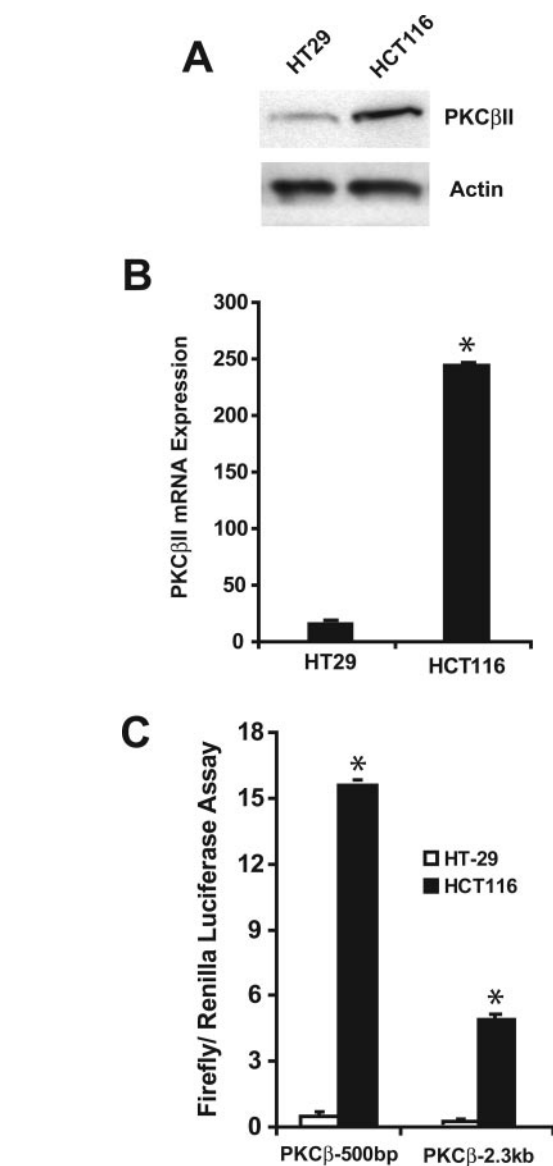 A
HT29 HCT116
PKCβII
Actin
B
PKCβII mRNA Expression
300
250
*
200
150
100
50
0
HT29 HCT116
C
Firefly/ Renilla Luciferase Assay
18
*
15
12
HT-29
HCT116
9
6
*
3
0
PKCβ-500bp PKCβ-2.3kb